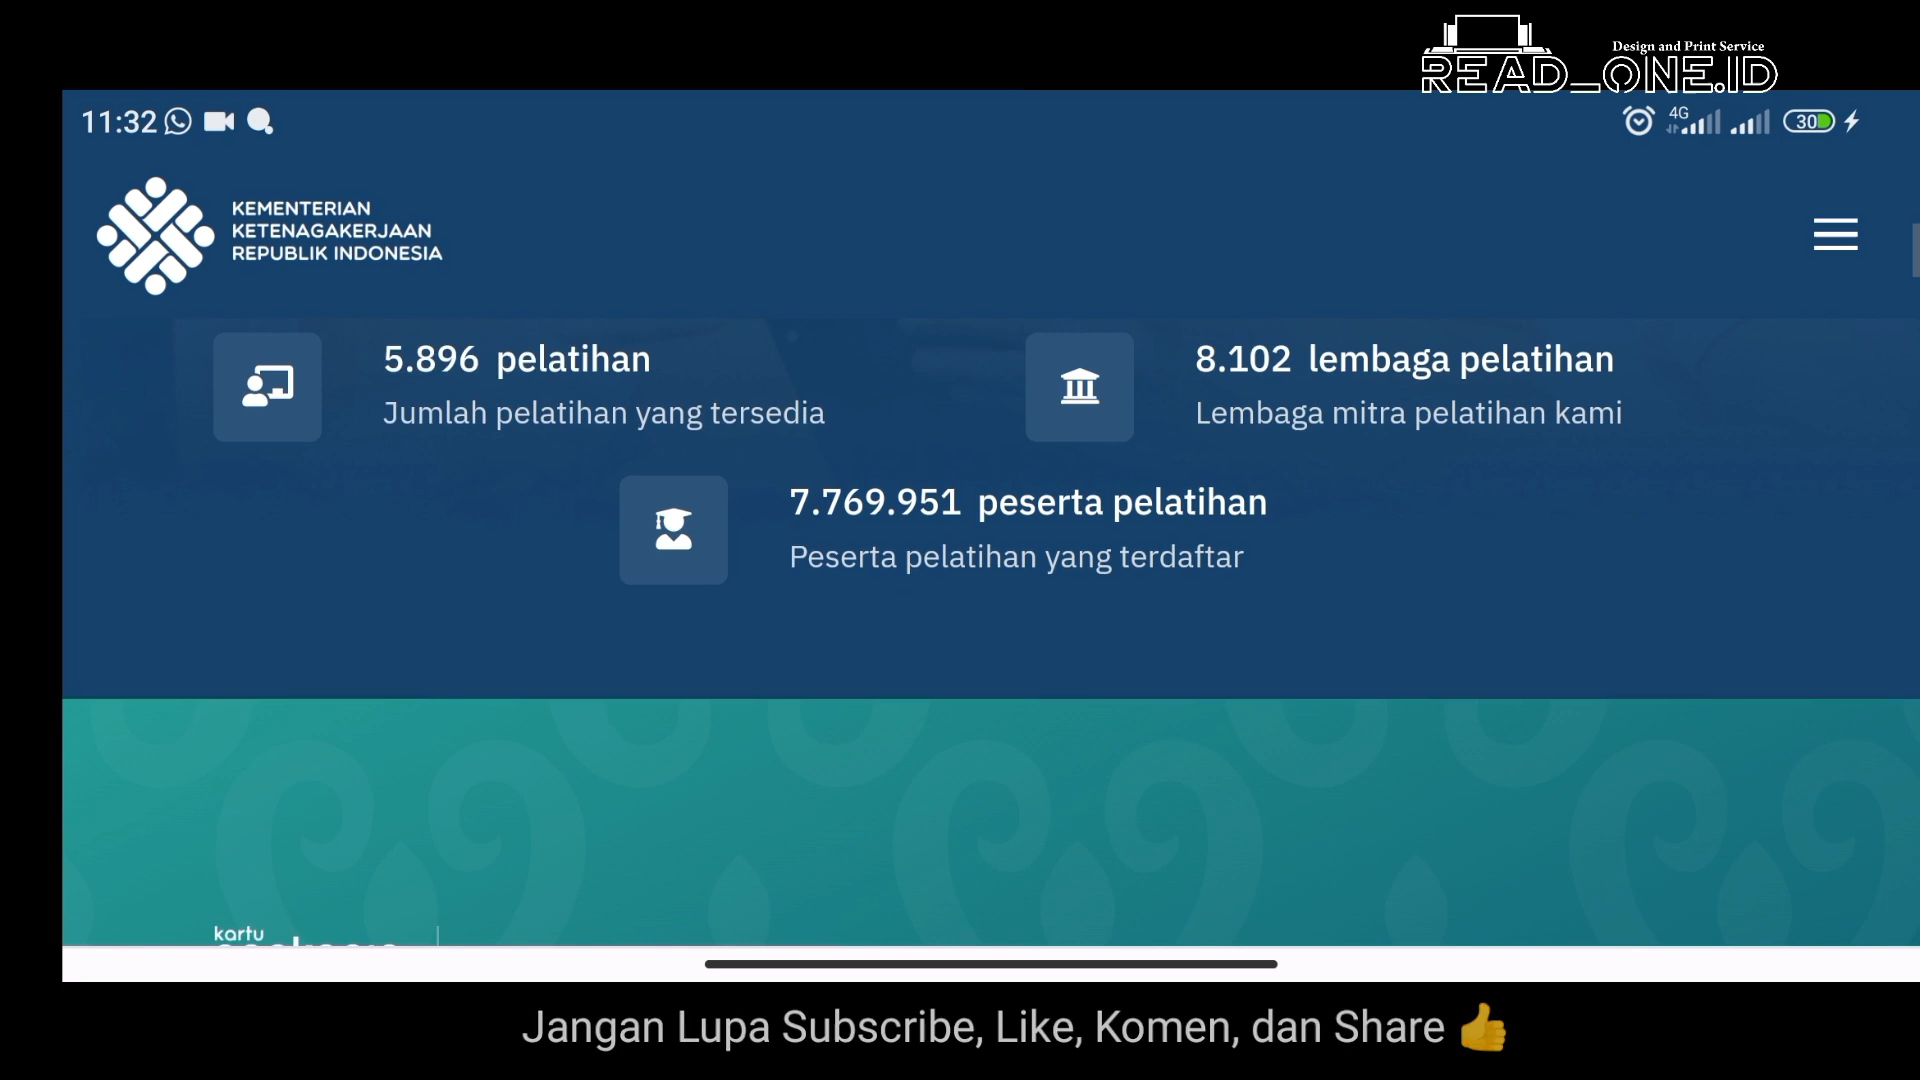 Design and Print Service
READ_ONE.ID
11:32
4G
30
KEMENTERIAN
KETENAGAKERJAAN
REPUBLIK INDONESIA
5.896 pelatihan
Jumlah pelatihan yang tersedia
8.102 lembaga pelatihan
Lembaga mitra pelatihan kami
7.769.951 peserta pelatihan
Peserta pelatihan yang terdaftar
kartu
Jangan Lupa Subscribe, Like, Komen, dan Share 👍